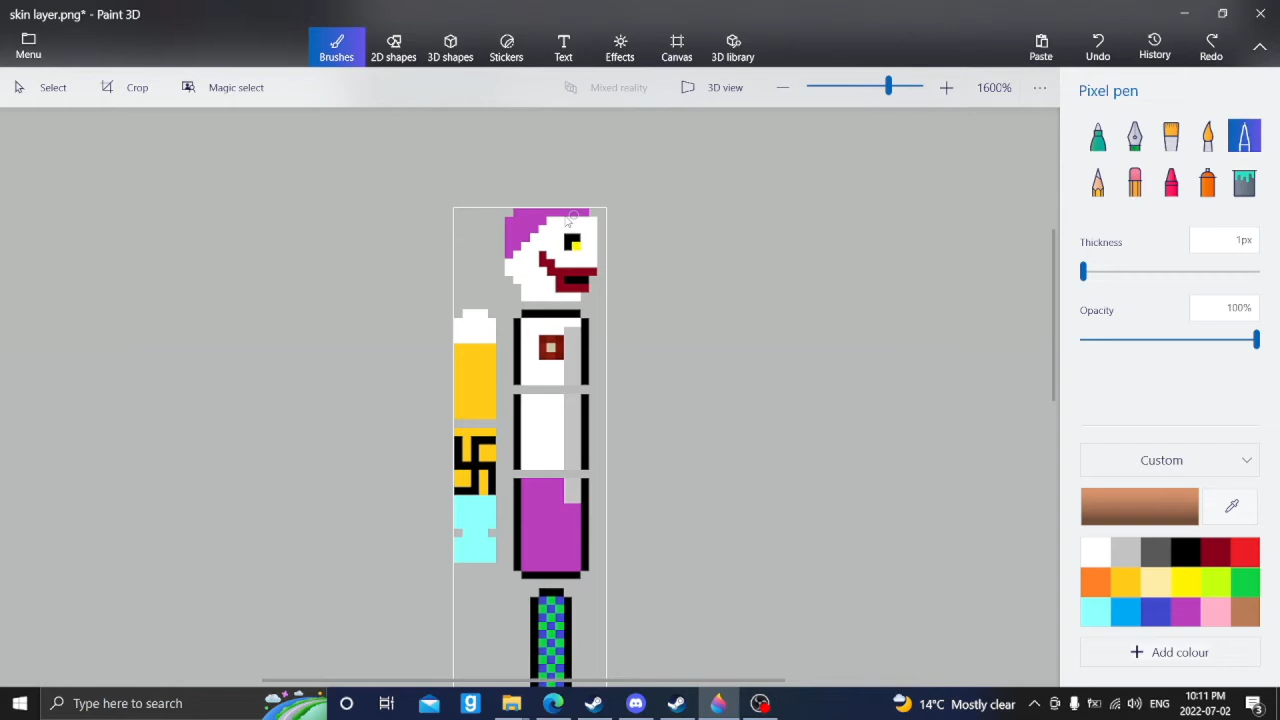 skin layer.png* - Paint 3D
Menu
Brushes
2D shapes
3D shapes
Stickers
Text
Effects
Canvas
3D library
Paste
Undo
History
Redo
Select
Crop
Magic select
Mixed reality
3D view
1600%
Pixel pen
Thickness
1px
Opacity
100%
Custom
Add colour
Type here to search
14°C Mostly clear
ENG
10:11 PM
2022-07-02
3